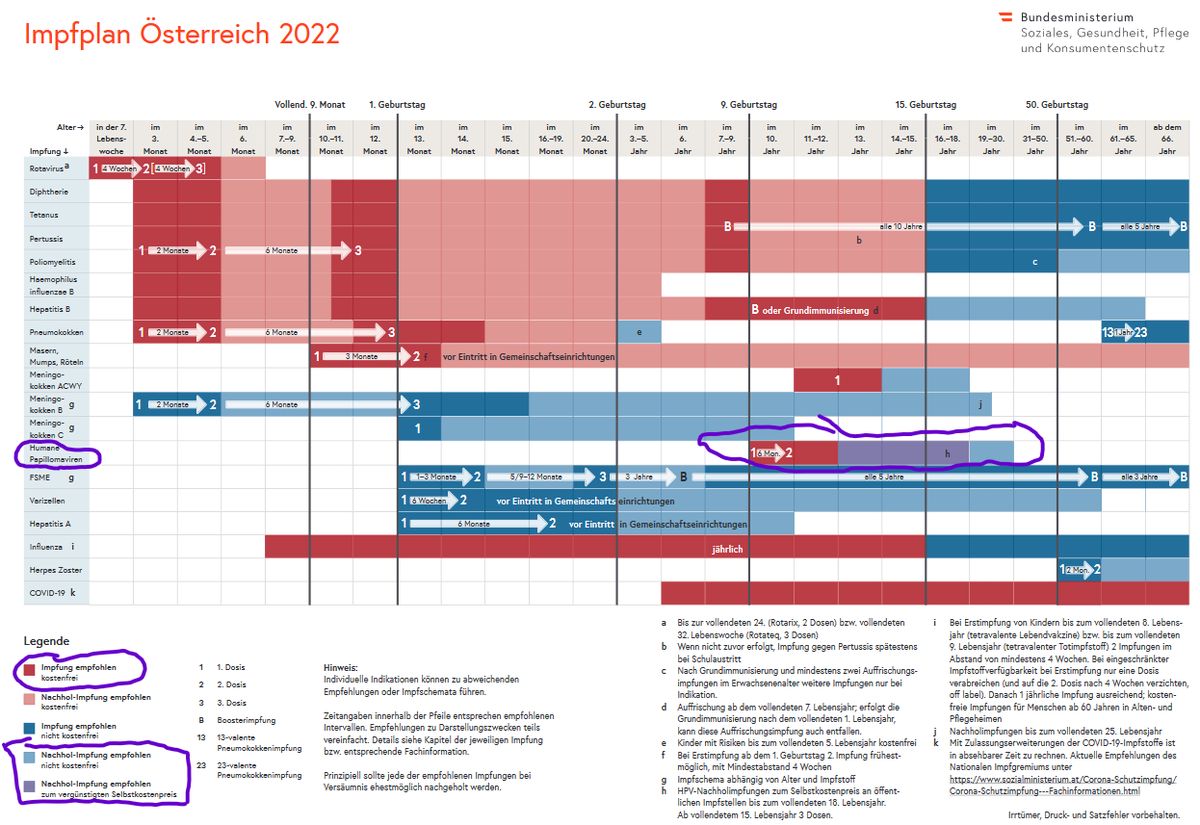 Impfplan Österreich 2022
Bundesministerium
Soziales, Gesundheit, Pflege
und Konsumentenschutz
Vollend. 9. Monat 1. Geburtstag 2. Geburtstag 9. Geburtstag 15. Geburtstag 50. Geburtstag
Alter→ in der 7. im im im im im im im im im im im im im im im im im im im im im im im ab dem
Lebens- 3. 4.–5. 6. 7.–9. 10.–11. 12. 13. 14. 15. 16.–19. 20.–24. 3.–5. 6. 7.–9. 10. 11.–12. 14.–15. 16.–18. 19.–30. 31–50. 51.–60. 61.–65. 66.
Impfung ↓ woche Monat Monat Monat Monat Monat Monat Monat Monat Monat Monat Monat Jahr Jahr Jahr Jahr Jahr Jahr Jahr Jahr Jahr Jahr Jahr Jahr
Rotavirus a 1 4 Wochen 2 [4 Wochen 3]
Diphtherie
Tetanus
B alle 10 Jahre B alle 5 Jahre B
Pertussis b
1 2 Monate 2 6 Monate 3
Poliomyelitis c
Haemophilus
influenzae B
Hepatitis B B oder Grundimmunisierung d
Pneumokokken 1 2 Monate 2 6 Monate 3 e 13 1 Jahr 23
Masern,
Mumps, Röteln 1 3 Monate 2 f vor Eintritt in Gemeinschaftseinrichtungen
Meningo-
kokken ACWY 1
Meningo-
kokken B g 1 2 Monate 2 6 Monate 3 j
Meningo-
kokken C g 1
Humane
Papillomaviren 1 6 Mon. 2 h
FSME g 1 1–3 Monate 2 5/9–12 Monate 3 3 Jahre B alle 5 Jahre B alle 3 Jahre B
Varizellen 1 6 Wochen 2 vor Eintritt in Gemeinschaftseinrichtungen
Hepatitis A 1 6 Monate 2 vor Eintritt in Gemeinschaftseinrichtungen
Influenza i jährlich
Herpes Zoster 1 2 Mon. 2
COVID-19 k
Legende
Impfung empfohlen
kostenfrei
Nachhol-Impfung empfohlen
kostenfrei
Impfung empfohlen
nicht kostenfrei
Nachhol-Impfung empfohlen
nicht kostenfrei
Nachhol-Impfung empfohlen
zum vergünstigten Selbstkostenpreis
1 1. Dosis
2 2. Dosis
3 3. Dosis
B Boosterimpfung
13 13-valente
Pneumokokkenimpfung
23 23-valente
Pneumokokkenimpfung
Hinweis:
Individuelle Indikationen können zu abweichenden
Empfehlungen oder Impfschemata führen.
Zeitangaben innerhalb der Pfeile entsprechen empfohlenen
Intervallen. Empfehlungen zu Darstellungszwecken teils
vereinfacht. Details siehe Kapitel der jeweiligen Impfung
bzw. entsprechende Fachinformation.
Prinzipiell sollte jede der empfohlenen Impfungen bei
Versäumnis ehestmöglich nachgeholt werden.
a Bis zur vollendeten 24. (Rotarix, 2 Dosen) bzw. vollendeten
32. Lebenswoche (Rotateq, 3 Dosen)
b Wenn nicht zuvor erfolgt, Impfung gegen Pertussis spätestens
bei Schulaustritt
c Nach Grundimmunisierung und mindestens zwei Auffrischungs-
impfungen im Erwachsenenalter weitere Impfungen nur bei
Indikation.
d Auffrischung ab dem vollendeten 7. Lebensjahr; erfolgt die
Grundimmunisierung nach dem vollendeten 1. Lebensjahr,
kann diese Auffrischungsimpfung auch entfallen.
e Kinder mit Risiken bis zum vollendeten 5. Lebensjahr kostenfrei
f Bei Erstimpfung ab dem 1. Geburtstag 2. Impfung frühest-
möglich, mit Mindestabstand 4 Wochen
g Impfschema abhängig von Alter und Impfstoff
h HPV-Nachholimpfungen zum Selbstkostenpreis an öffent-
lichen Impfstellen bis zum vollendeten 18. Lebensjahr.
Ab vollendetem 15. Lebensjahr 3 Dosen.
i Bei Erstimpfung von Kindern bis zum vollendeten 8. Lebens-
jahr (tetravalente Lebendvakzine) bzw. bis zum vollendeten
9. Lebensjahr (tetravalenter Totimpfstoff) 2 Impfungen im
Abstand von mindestens 4 Wochen. Bei eingeschränkter
Impfstoffverfügbarkeit bei Erstimpfung nur eine Dosis
verabreichen (und auf die 2. Dosis nach 4 Wochen verzichten,
off label). Danach 1 jährliche Impfung ausreichend; kosten-
freie Impfungen für Menschen ab 60 Jahren in Alten- und
Pflegeheimen
j Nachholimpfungen bis zum vollendeten 25. Lebensjahr
k Mit Zulassungserweiterungen der COVID-19-Impfstoffe ist
in absehbarer Zeit zu rechnen. Aktuelle Empfehlungen des
Nationalen Impfgremiums unter
https://www.sozialministerium.at/Corona-Schutzimpfung/
Corona-Schutzimpfung---Fachinformationen.html
Irrtümer, Druck- und Satzfehler vorbehalten.